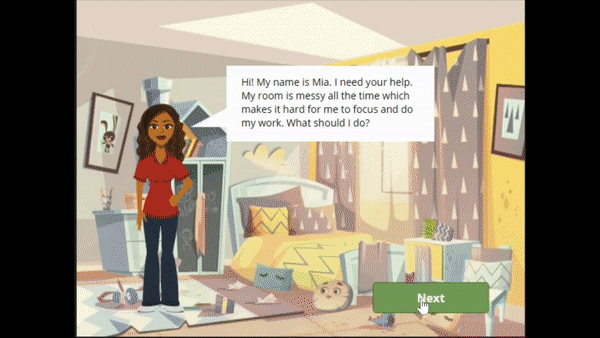 Hi! My name is Mia. I need your help.
My room is messy all the time which
makes it hard for me to focus and do
my work. What should I do?
Next